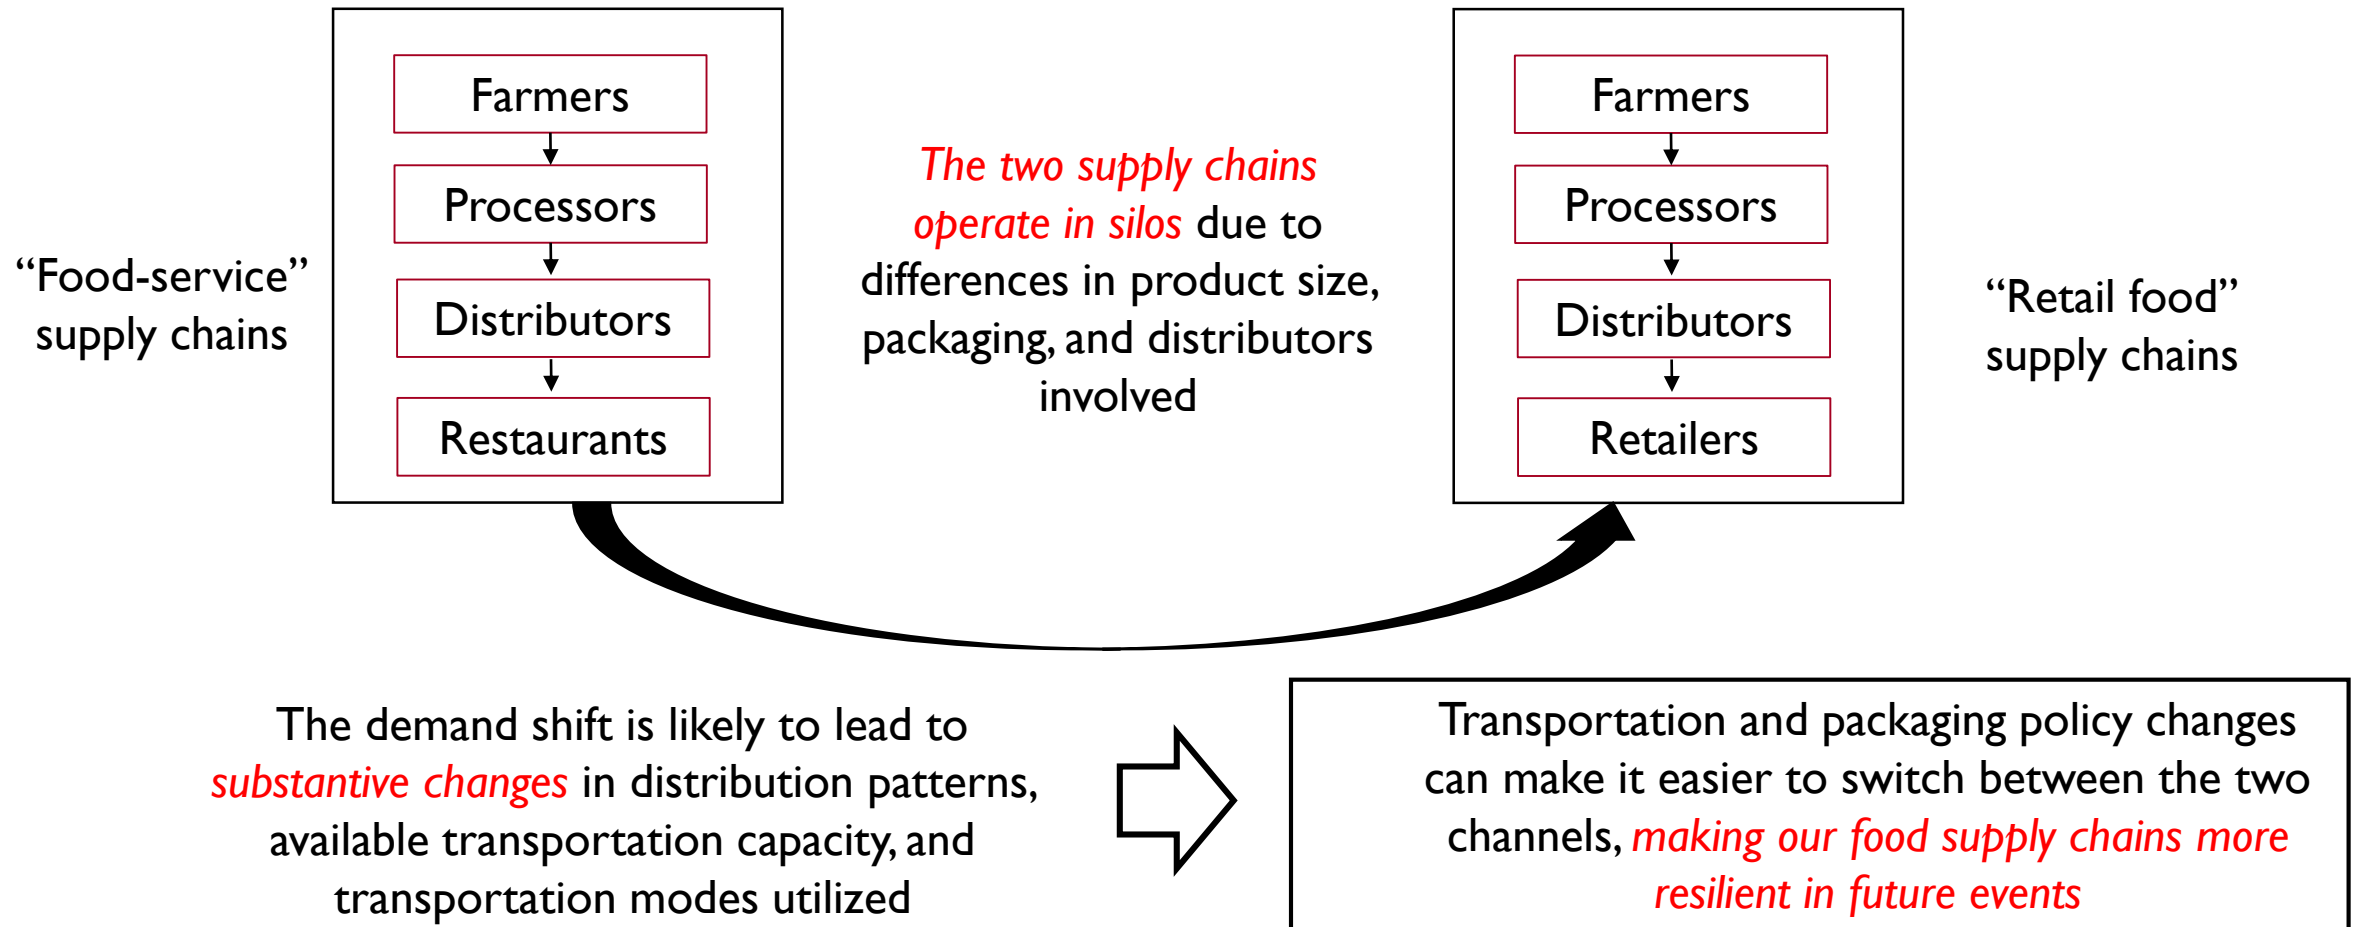 “Food-service”
supply chains
Farmers
Processors
Distributors
Restaurants
The two supply chains
operate in silos due to
differences in product size,
packaging, and distributors
involved
Farmers
Processors
Distributors
Retailers
“Retail food”
supply chains
The demand shift is likely to lead to
substantive changes in distribution patterns,
available transportation capacity, and
transportation modes utilized
Transportation and packaging policy changes
can make it easier to switch between the two
channels, making our food supply chains more
resilient in future events